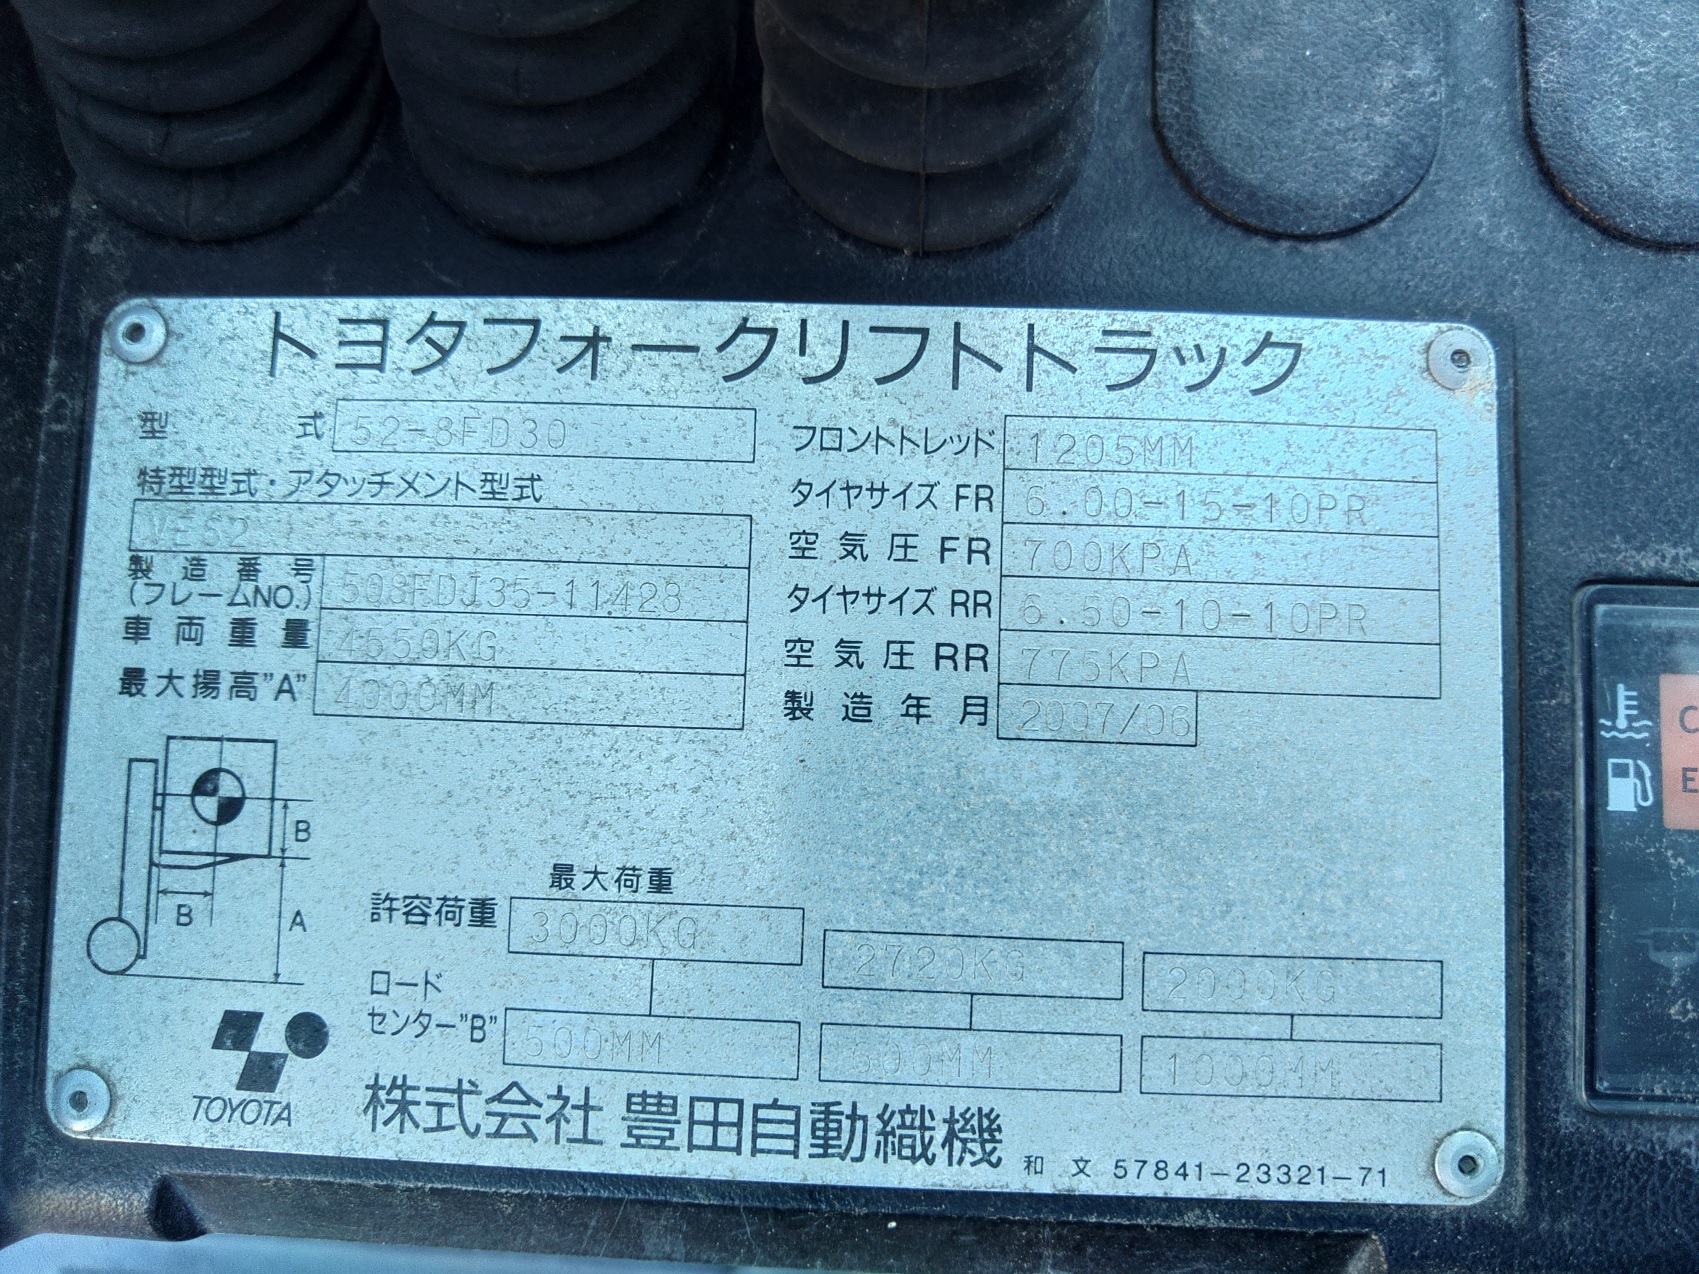 トヨタフォークリフトトラック
型 式 52-8FD30
特型型式・アタッチメント型式
VE52
製造番号
(フレームNO.) 508FDJ35-11428
車両重量 4550KG
最大揚高"A" 4000MM
フロントトレッド 1205MM
タイヤサイズ FR 6.00-15-10PR
空気圧 FR 700KPA
タイヤサイズ RR 6.50-10-10PR
空気圧 RR 775KPA
製造年月 2007/06
B
B
A
最大荷重
許容荷重 3000KG 2720KG 2000KG
ロード
センター"B" 500MM 600MM 1000MM
TOYOTA
株式会社 豊田自動織機
和文 57841-23321-71
C
E